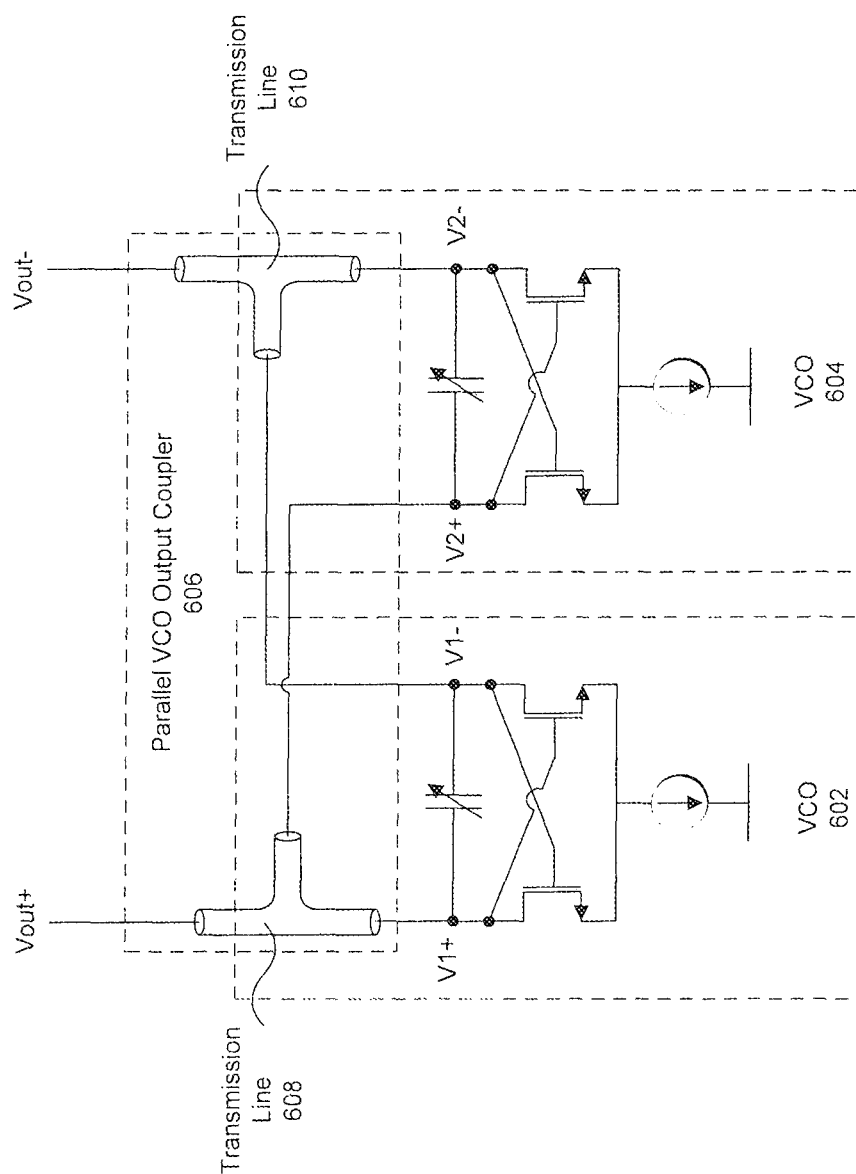 Vout+
Vout-
Transmission
Line
608
Parallel VCO Output Coupler
606
Transmission
Line
610
V1+
V1-
V2+
V2-
VCO
602
VCO
604